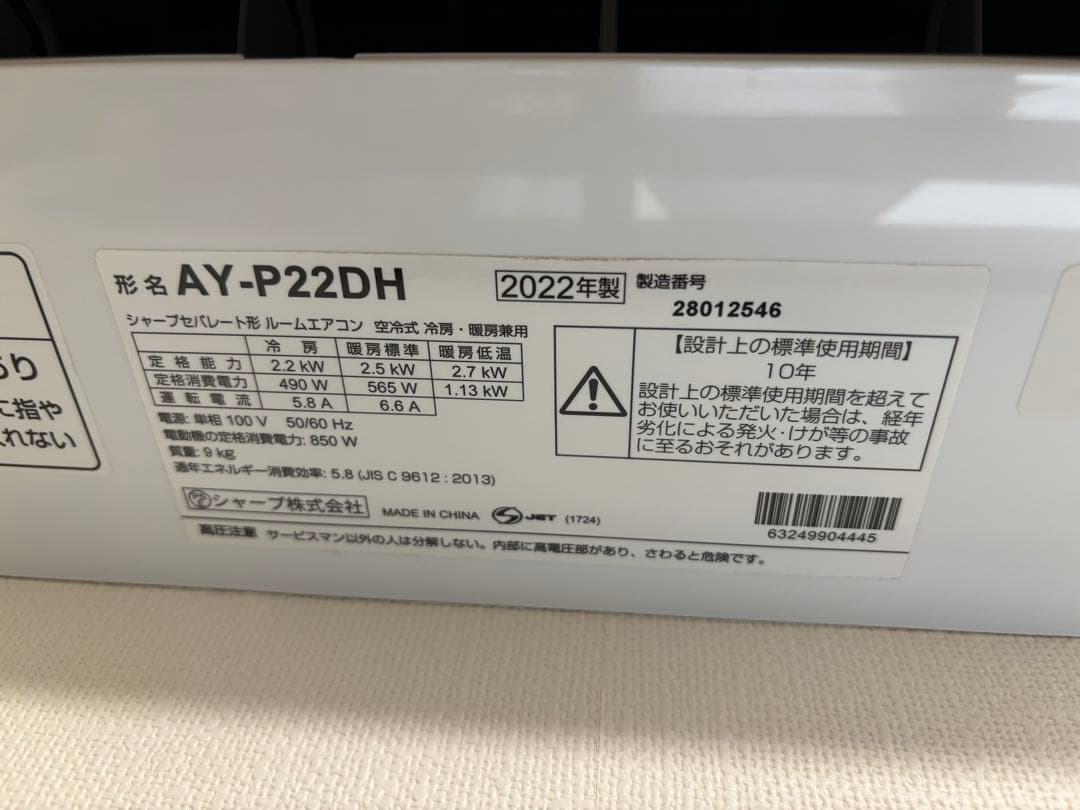 あり
に指や
れない
形名 AY-P22DH
2022年製
製造番号
28012546
シャープセパレート形 ルームエアコン 空冷式 冷房・暖房兼用
冷房 暖房標準 暖房低温
定格能力 2.2 kW 2.5 kW 2.7 kW
定格消費電力 490 W 565 W 1.13 kW
運転電流 5.8 A 6.6 A
電源: 単相 100 V 50/60 Hz
電動機の定格消費電力: 850 W
質量: 9 kg
通年エネルギー消費効率: 5.8 (JIS C 9612 : 2013)
PS E シャープ株式会社 MADE IN CHINA JET (1724)
高圧注意 サービスマン以外の人は分解しない。内部に高電圧部があり、さわると危険です。
【設計上の標準使用期間】
10年
設計上の標準使用期間を超えて
お使いいただいた場合は、経年
劣化による発火・けが等の事故
に至るおそれがあります。
63249904445